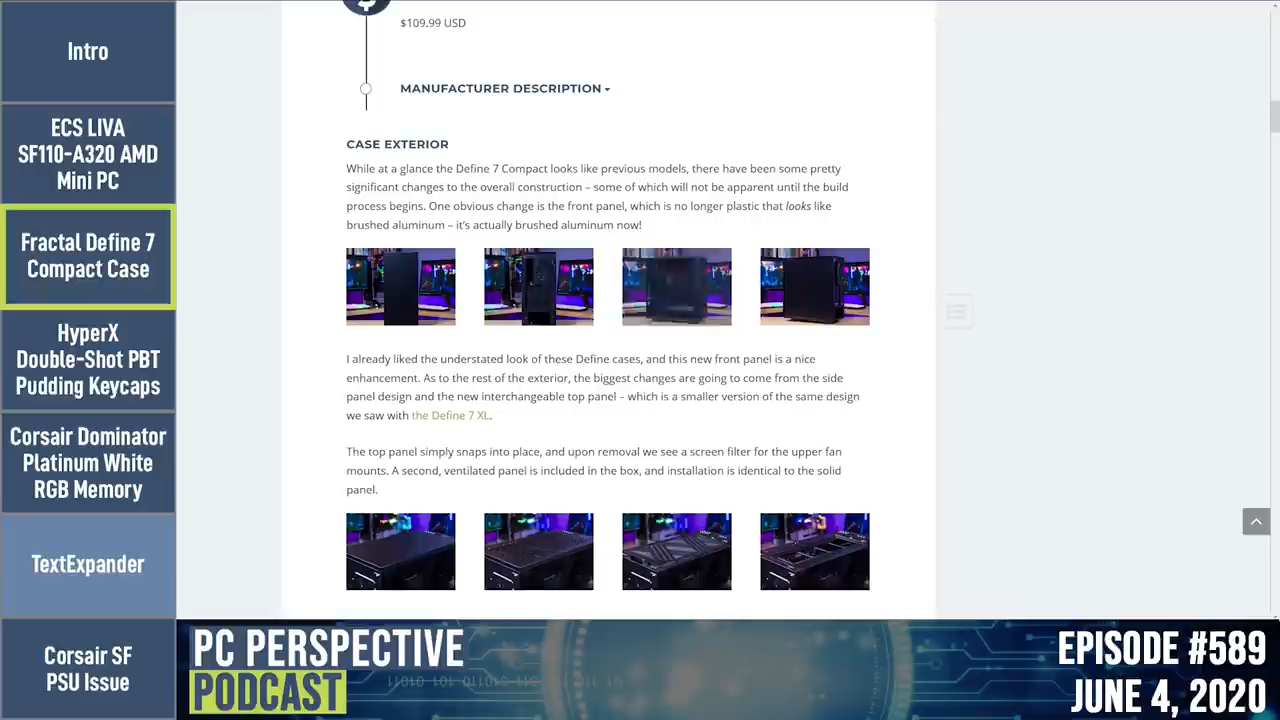 Intro
ECS LIVA
SF110-A320 AMD
Mini PC
Fractal Define 7
Compact Case
HyperX
Double-Shot PBT
Pudding Keycaps
Corsair Dominator
Platinum White
RGB Memory
TextExpander
Corsair SF
PSU Issue
$109.99 USD
MANUFACTURER DESCRIPTION
CASE EXTERIOR
While at a glance the Define 7 Compact looks like previous models, there have been some pretty
significant changes to the overall construction – some of which will not be apparent until the build
process begins. One obvious change is the front panel, which is no longer plastic that looks like
brushed aluminum – it's actually brushed aluminum now!
I already liked the understated look of these Define cases, and this new front panel is a nice
enhancement. As to the rest of the exterior, the biggest changes are going to come from the side
panel design and the new interchangeable top panel – which is a smaller version of the same design
we saw with the Define 7 XL.
The top panel simply snaps into place, and upon removal we see a screen filter for the upper fan
mounts. A second, ventilated panel is included in the box, and installation is identical to the solid
panel.
PC PERSPECTIVE
PODCAST
EPISODE #589
JUNE 4, 2020